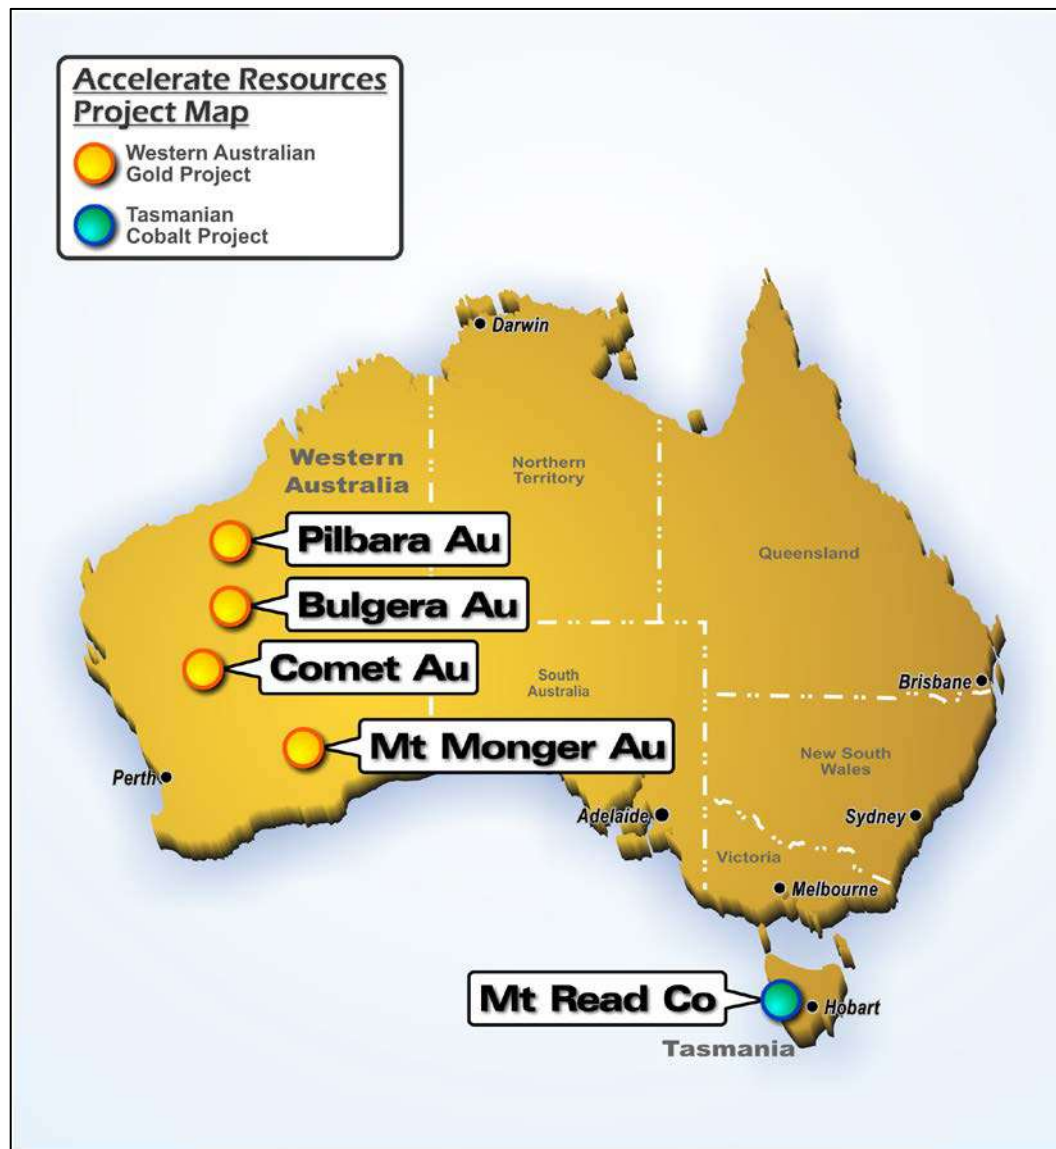 Accelerate Resources
Project Map
Western Australian
Gold Project
Tasmanian
Cobalt Project
Darwin
Western
Australia
Northern
Territory
Pilbara Au
Queensland
Bulgera Au
Comet Au
South
Australia
Brisbane
Mt Monger Au
New South
Wales
Perth
Adelaide
Sydney
Victoria
Melbourne
Mt Read Co
Hobart
Tasmania